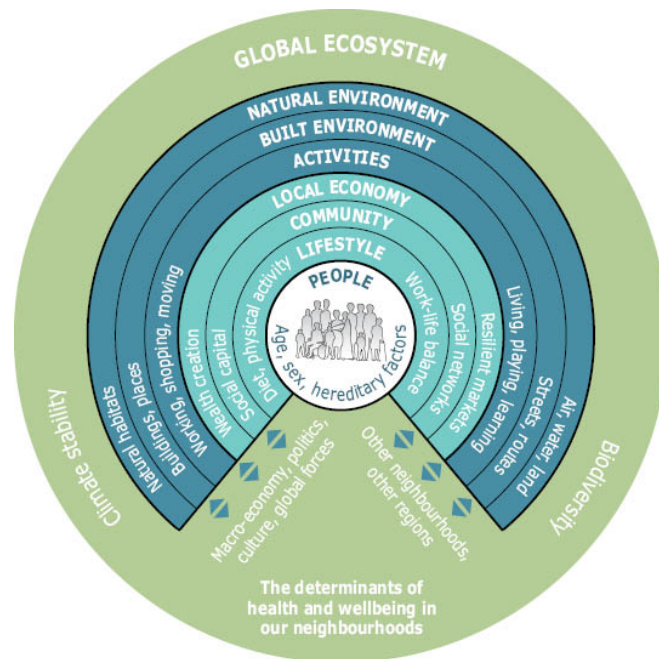 GLOBAL ECOSYSTEM
NATURAL ENVIRONMENT
BUILT ENVIRONMENT
ACTIVITIES
LOCAL ECONOMY
COMMUNITY
LIFESTYLE
PEOPLE
Age, sex, hereditary factors
Diet, physical activity
Social capital
Wealth creation
Working, shopping, moving
Buildings, places
Natural habitats
Climate stability
Work-life balance
Social networks
Resilient markets
Living, playing, learning
Streets, routes
Air, water, land
Biodiversity
Macro-economy, politics,
culture, global forces
Other neighbourhoods,
other regions
The determinants of
health and wellbeing in
our neighbourhoods